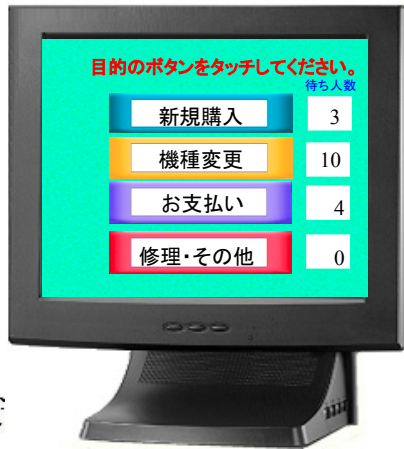 目的のボタンをタッチしてください。
待ち人数
新規購入 3
機種変更 10
お支払い 4
修理・その他 0